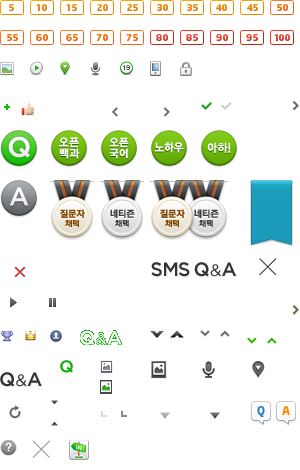 5 10 15 20 25 30 35 40 45 50
55 60 65 70 75 80 85 90 95 100
19
Q 오픈백과 오픈국어 노하우 아하!
A 질문자 채택 네티즌 채택 질문자 채택 네티즌 채택
SMS Q&A
Q&A
Q&A Q
Q A
?